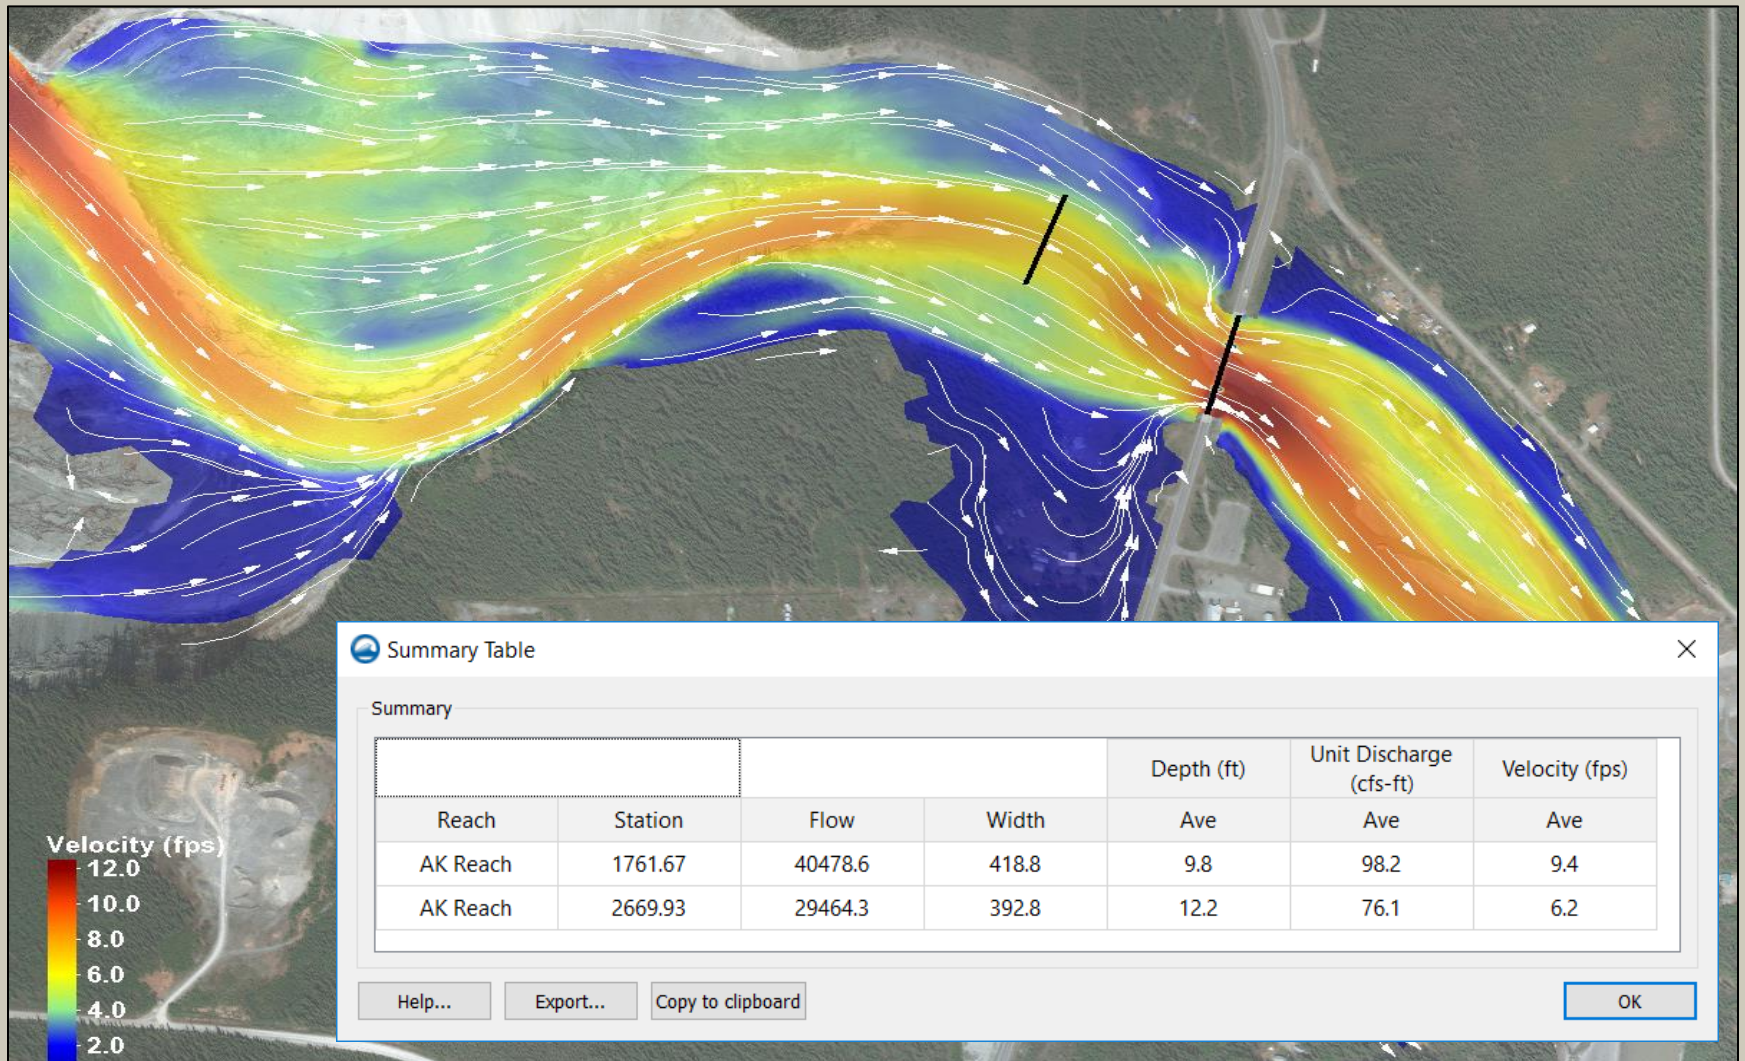 Summary Table
Summary
Depth (ft) Unit Discharge (cfs-ft) Velocity (fps)
Reach Station Flow Width Ave Ave Ave
AK Reach 1761.67 40478.6 418.8 9.8 98.2 9.4
AK Reach 2669.93 29464.3 392.8 12.2 76.1 6.2
Help... Export... Copy to clipboard OK
Velocity (fps)
12.0
10.0
8.0
6.0
4.0
2.0